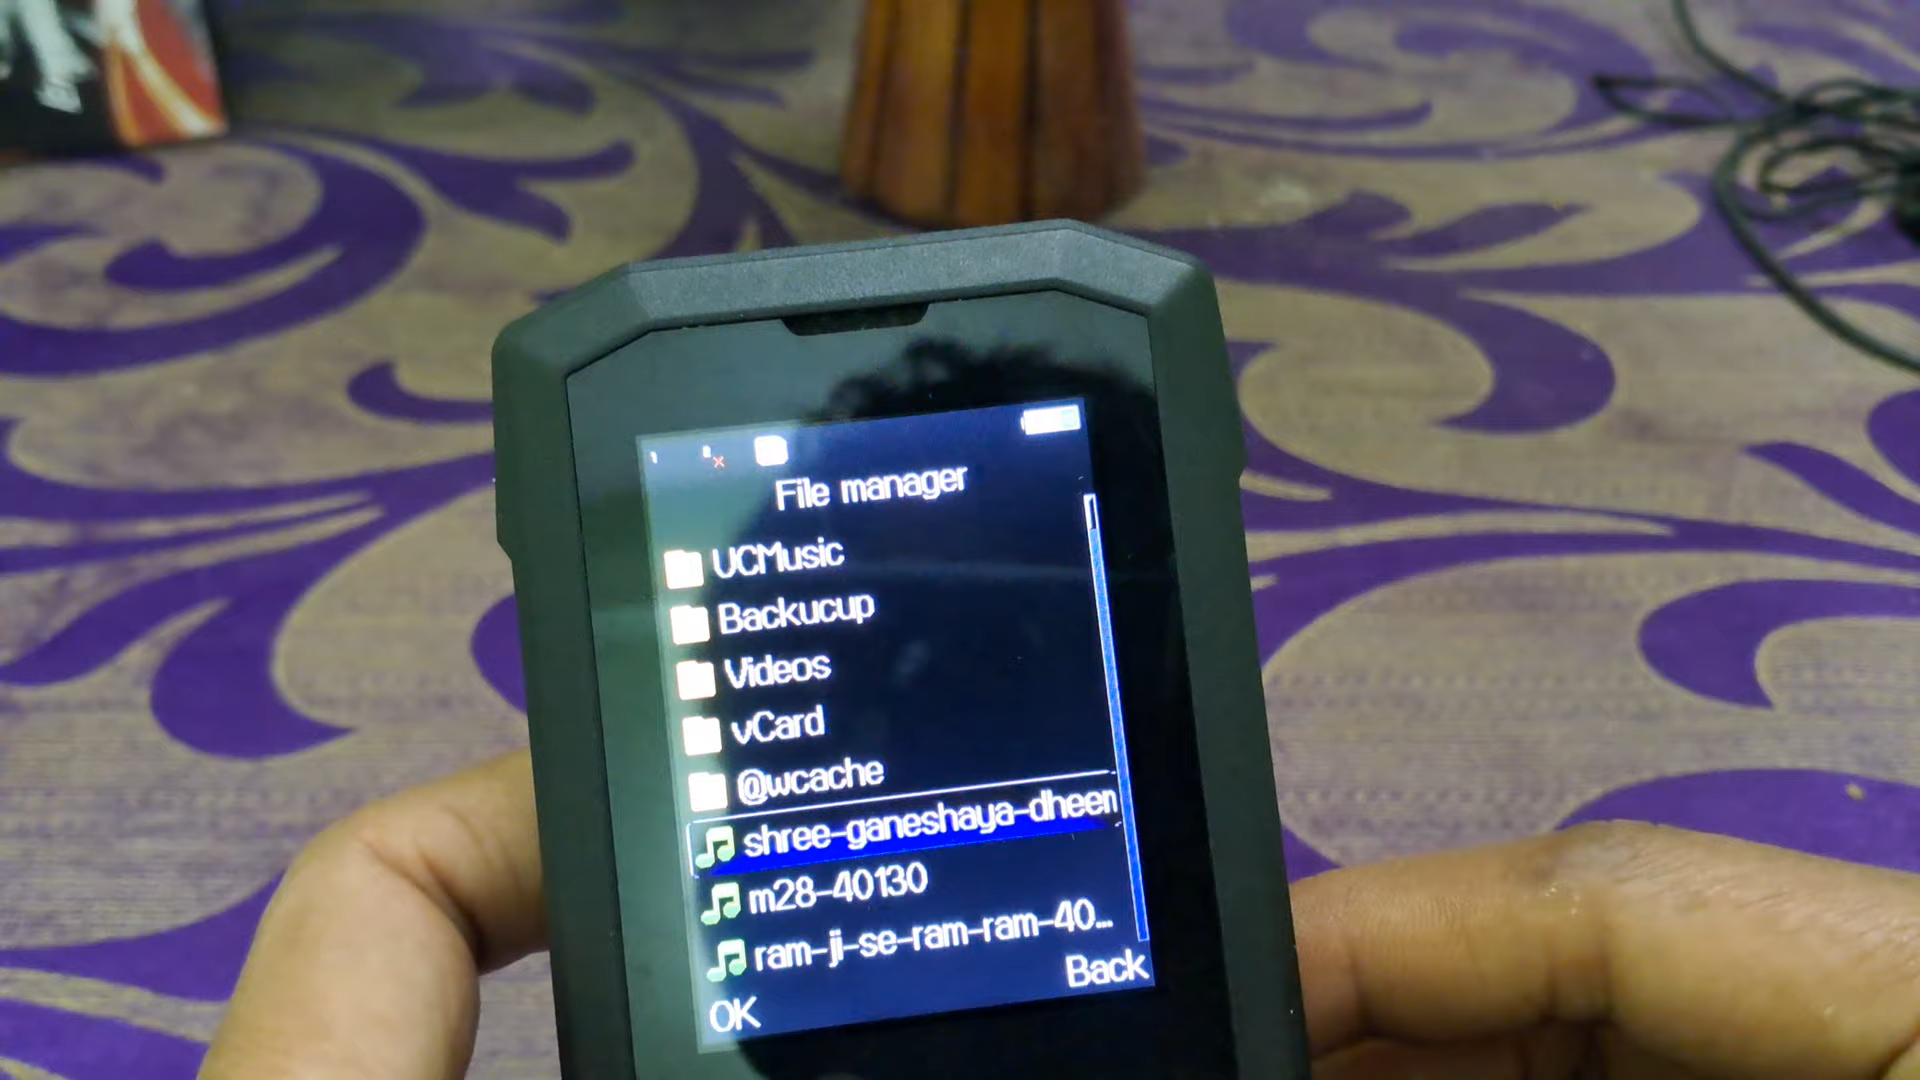 File manager
UCMusic
Backucup
Videos
vCard
@wcache
shree-ganeshaya-dheem
m28-40130
ram-ji-se-ram-ram-40...
Back
OK